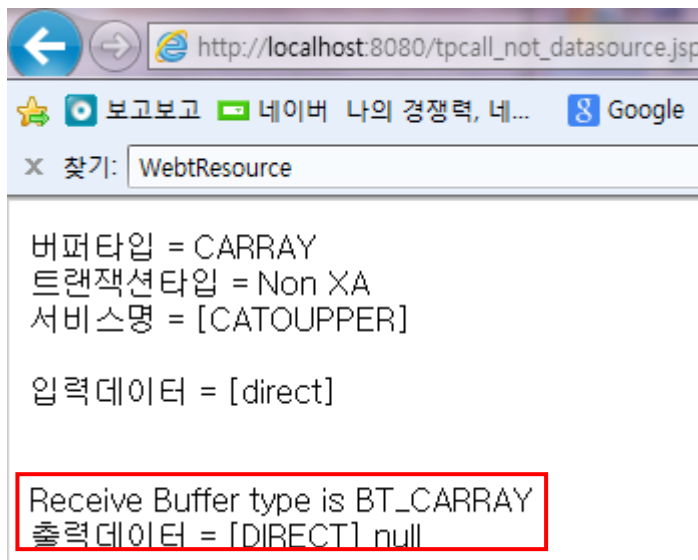 http://localhost:8080/tpcall_not_datasource.jsp
보고보고 네이버 나의 경쟁력, 네... Google
x 찾기: WebtResource
버퍼타입 = CARRAY
트랜잭션타입 = Non XA
서비스명 = [CATOUPPER]
입력데이터 = [direct]
Receive Buffer type is BT_CARRAY
출력데이터 = [DIRECT] null